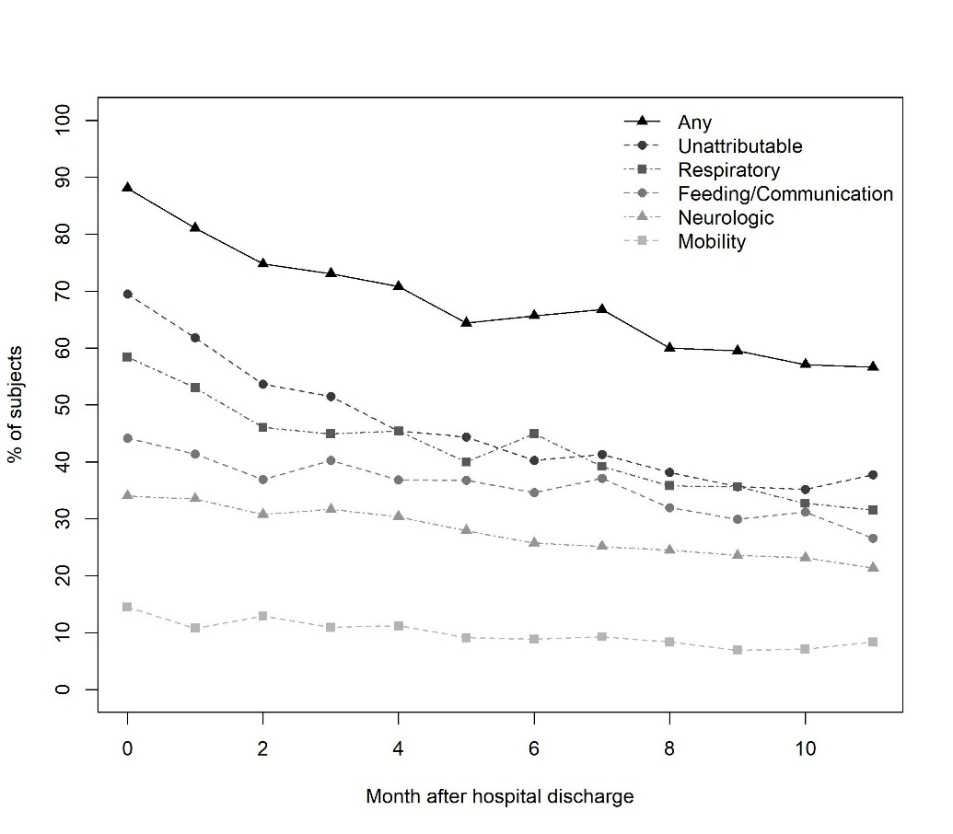 Any
Unattributable
Respiratory
Feeding/Communication
Neurologic
Mobility
% of subjects
100
90
80
70
60
50
40
30
20
10
0
0 2 4 6 8 10
Month after hospital discharge